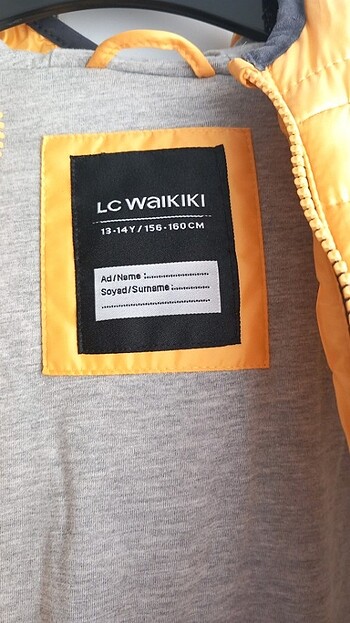 LC WAIKIKI
13-14Y / 156-160CM
Ad/Name :
Soyad/Surname :